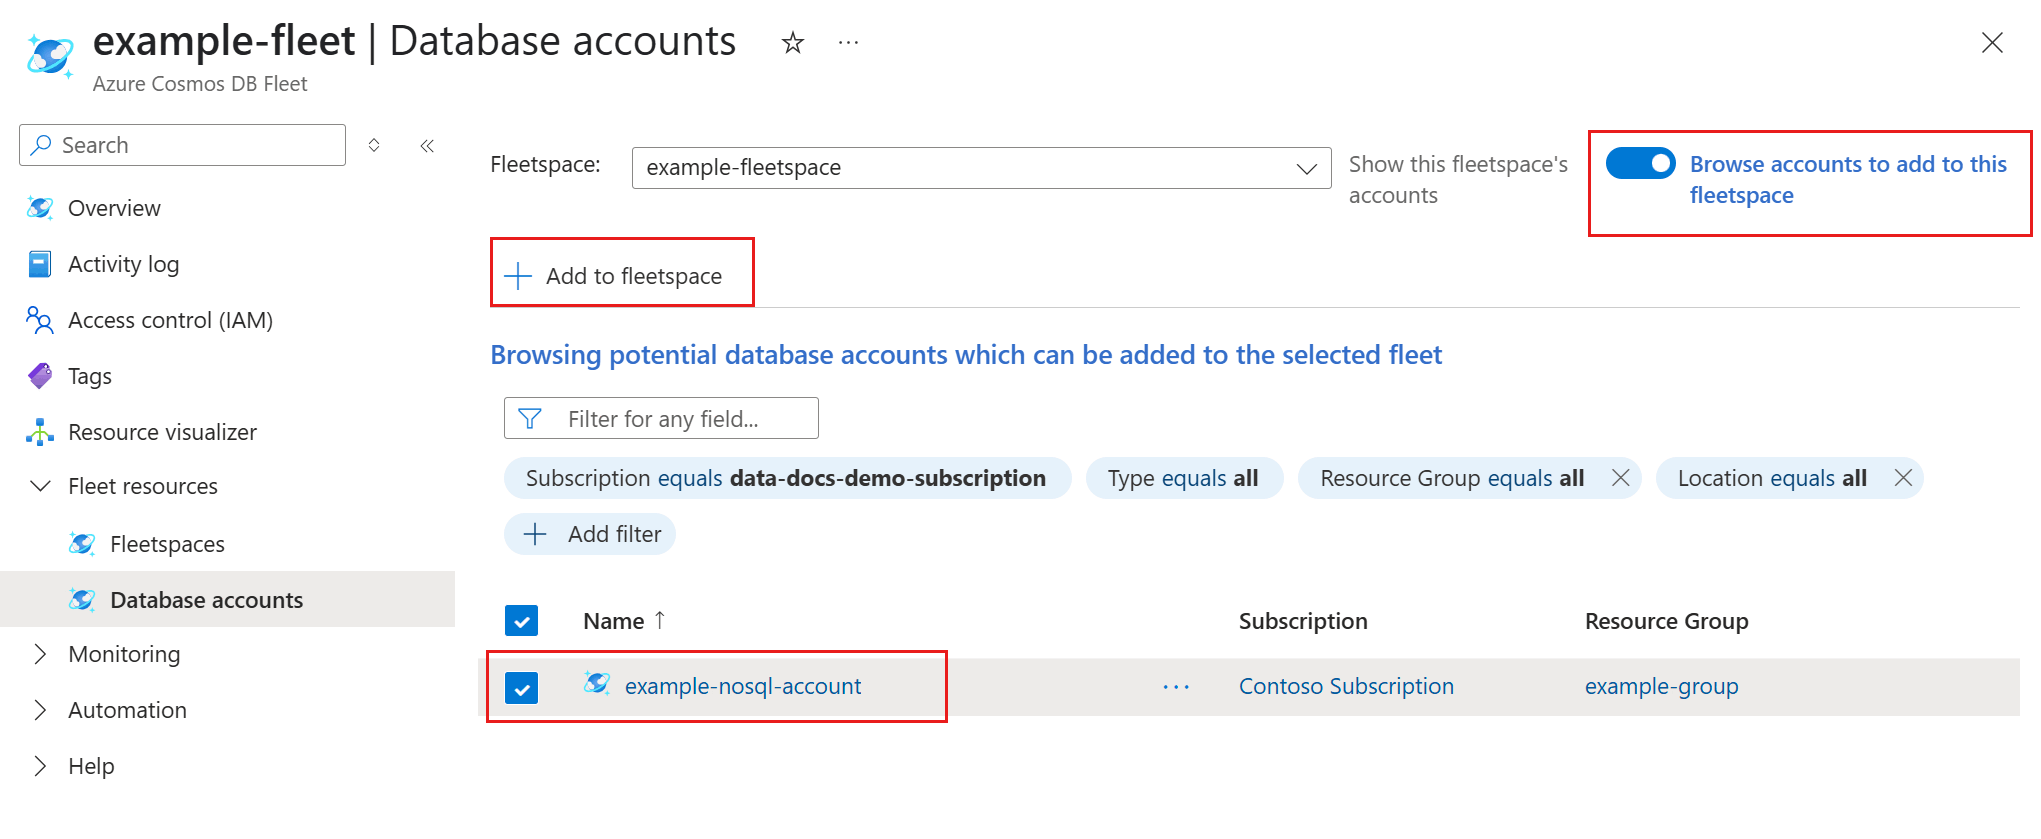 example-fleet | Database accounts
Azure Cosmos DB Fleet
Search
Overview
Activity log
Access control (IAM)
Tags
Resource visualizer
Fleet resources
Fleetspaces
Database accounts
Monitoring
Automation
Help
Fleetspace:
example-fleetspace
Show this fleetspace's
accounts
Browse accounts to add to this
fleetspace
Add to fleetspace
Browsing potential database accounts which can be added to the selected fleet
Filter for any field...
Subscription equals data-docs-demo-subscription
Type equals all
Resource Group equals all
Location equals all
Add filter
Name ↑ Subscription Resource Group
example-nosql-account ... Contoso Subscription example-group